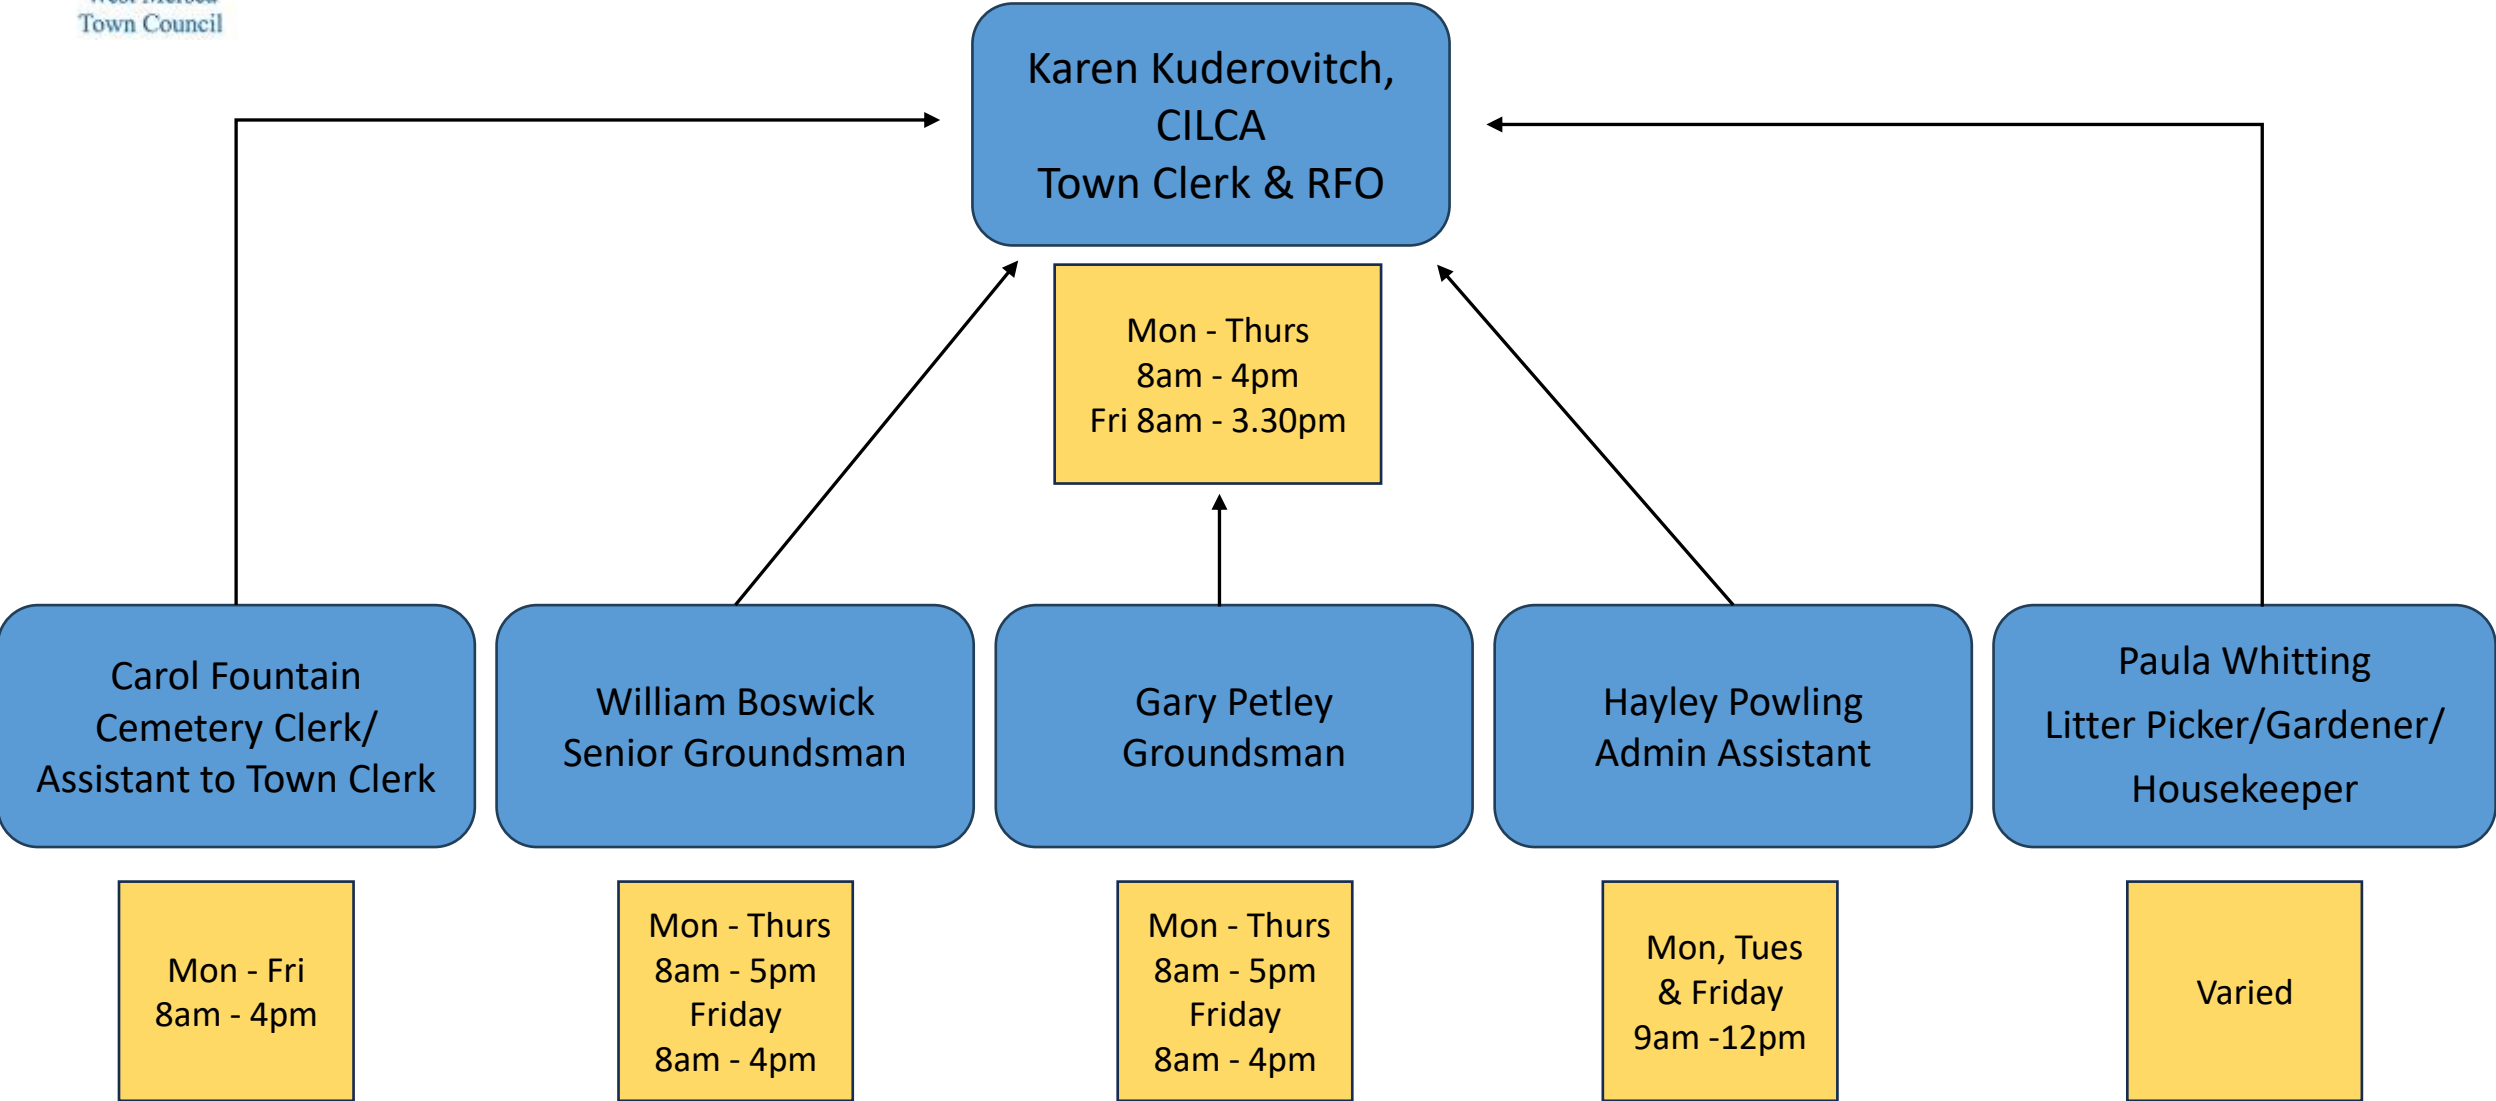 West Mersea
Town Council
Karen Kuderovitch,
CILCA
Town Clerk & RFO
Mon - Thurs
8am - 4pm
Fri 8am - 3.30pm
Carol Fountain
Cemetery Clerk/
Assistant to Town Clerk
William Boswick
Senior Groundsman
Gary Petley
Groundsman
Hayley Powling
Admin Assistant
Paula Whitting
Litter Picker/Gardener/
Housekeeper
Mon - Fri
8am - 4pm
Mon - Thurs
8am - 5pm
Friday
8am - 4pm
Mon - Thurs
8am - 5pm
Friday
8am - 4pm
Mon, Tues
& Friday
9am -12pm
Varied